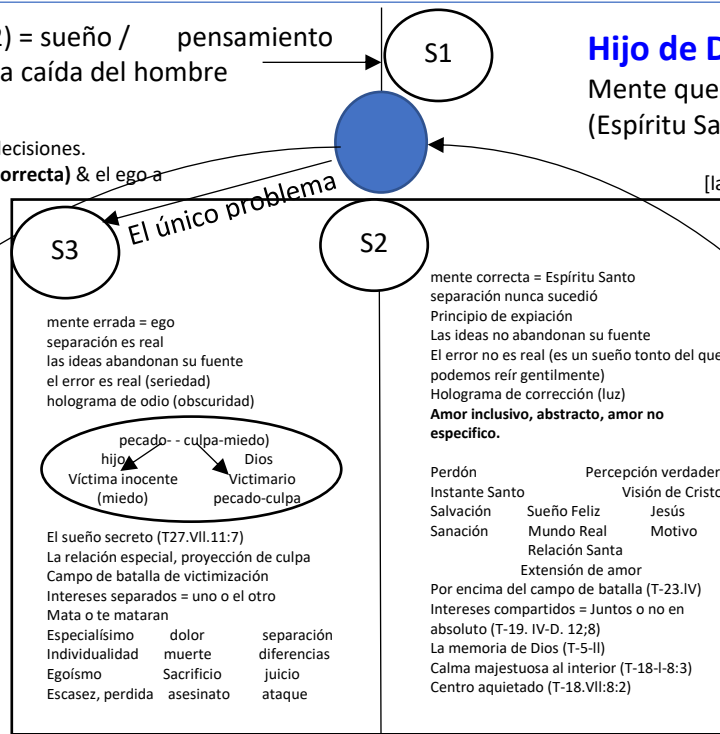 2) = sueño / pensamiento
a caída del hombre
S1
Hijo de D
Mente que
(Espíritu Sa
decisiones.
orrecta) & el ego a
[la
El único problema
S3
S2
mente errada = ego
separación es real
las ideas abandonan su fuente
el error es real (seriedad)
holograma de odio (obscuridad)
pecado- - culpa-miedo)
hijo Dios
Víctima inocente Victimario
(miedo) pecado-culpa
El sueño secreto (T27.Vll.11:7)
La relación especial, proyección de culpa
Campo de batalla de victimización
Intereses separados = uno o el otro
Mata o te mataran
Especialísimo dolor separación
Individualidad muerte diferencias
Egoísmo Sacrificio juicio
Escasez, perdida asesinato ataque
mente correcta = Espíritu Santo
separación nunca sucedió
Principio de expiación
Las ideas no abandonan su fuente
El error no es real (es un sueño tonto del que
podemos reír gentilmente)
Holograma de corrección (luz)
Amor inclusivo, abstracto, amor no
especifico.
Perdón Percepción verdader
Instante Santo Visión de Cristo
Salvación Sueño Feliz Jesús
Sanación Mundo Real Motivo
Relación Santa
Extensión de amor
Por encima del campo de batalla (T-23.IV)
Intereses compartidos = Juntos o no en
absoluto (T-19. IV-D. 12;8)
La memoria de Dios (T-5-ll)
Calma majestuosa al interior (T-18-l-8:3)
Centro aquietado (T-18.Vll:8:2)